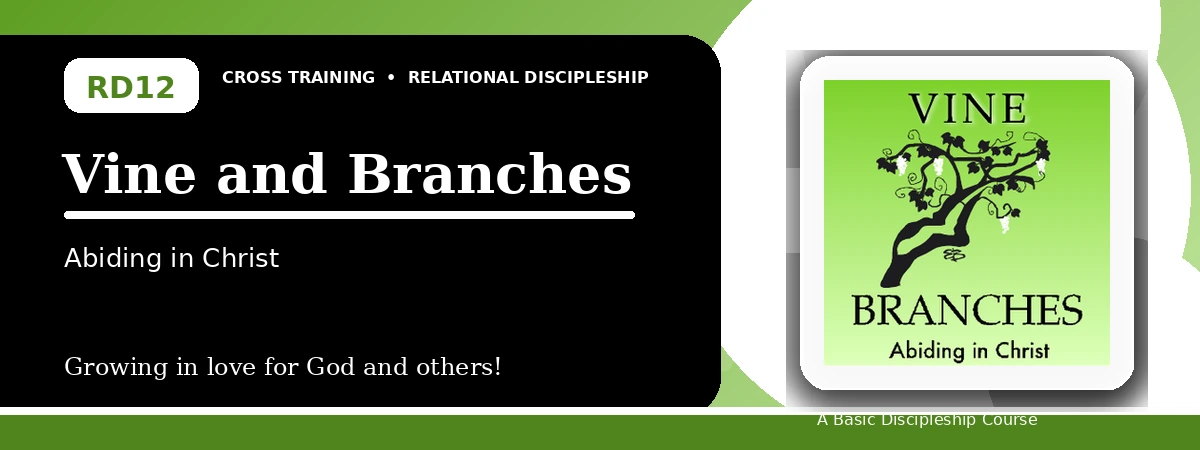 RD12
CROSS TRAINING • RELATIONAL DISCIPLESHIP
Vine and Branches
Abiding in Christ
Growing in love for God and others!
VINE
BRANCHES
Abiding in Christ
A Basic Discipleship Course